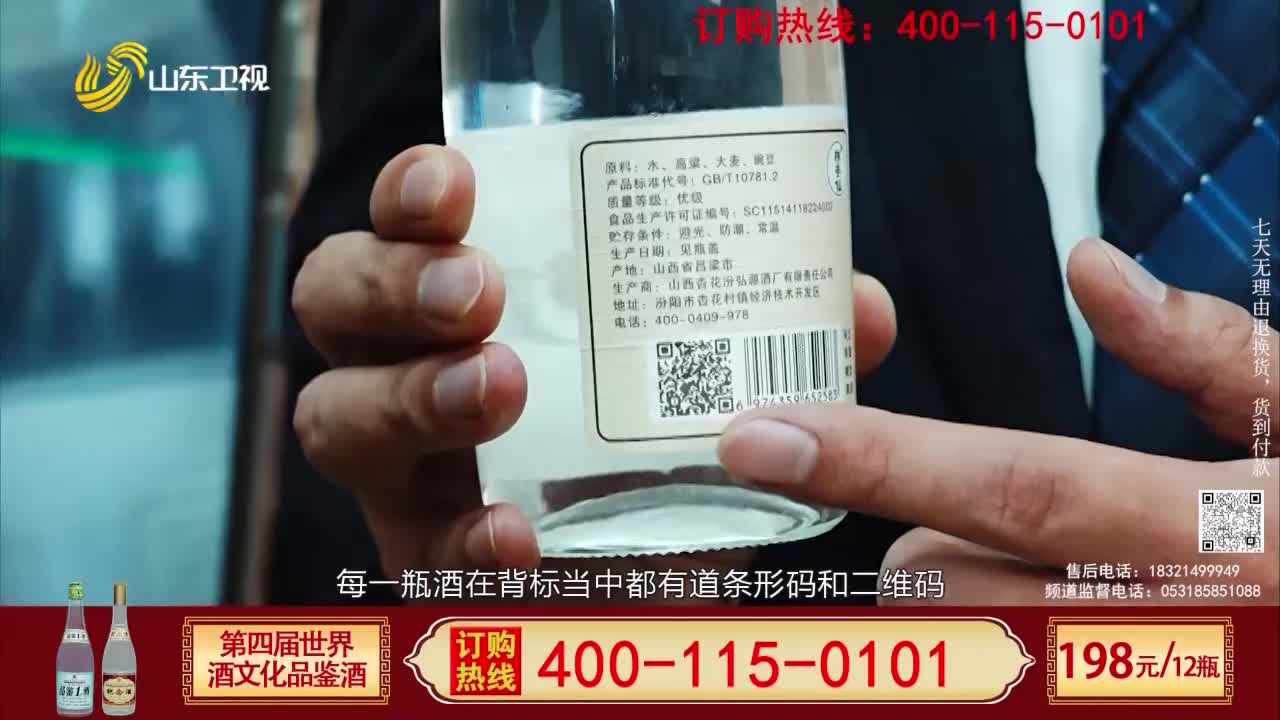 订购热线：400-115-0101
山东卫视
原料：水、高粱、大麦、豌豆
产品标准代号：GB/T10781.2
质量等级：优级
食品生产许可证编号：SC11514118224002
贮存条件：避光、防潮、常温
生产日期：见瓶盖
产地：山西省吕梁市
生产商：山西杏花汾弘源酒厂有限责任公司
地址：汾阳市杏花村镇经济技术开发区
电话：400-0409-978
6 974359 652585
七天无理由退换货，货到付款
每一瓶酒在背标当中都有道条形码和二维码
售后电话：18321499949
频道监督电话：053185851088
第四届世界
酒文化品鉴酒
订购
热线
400-115-0101
198元/12瓶
纪念酒